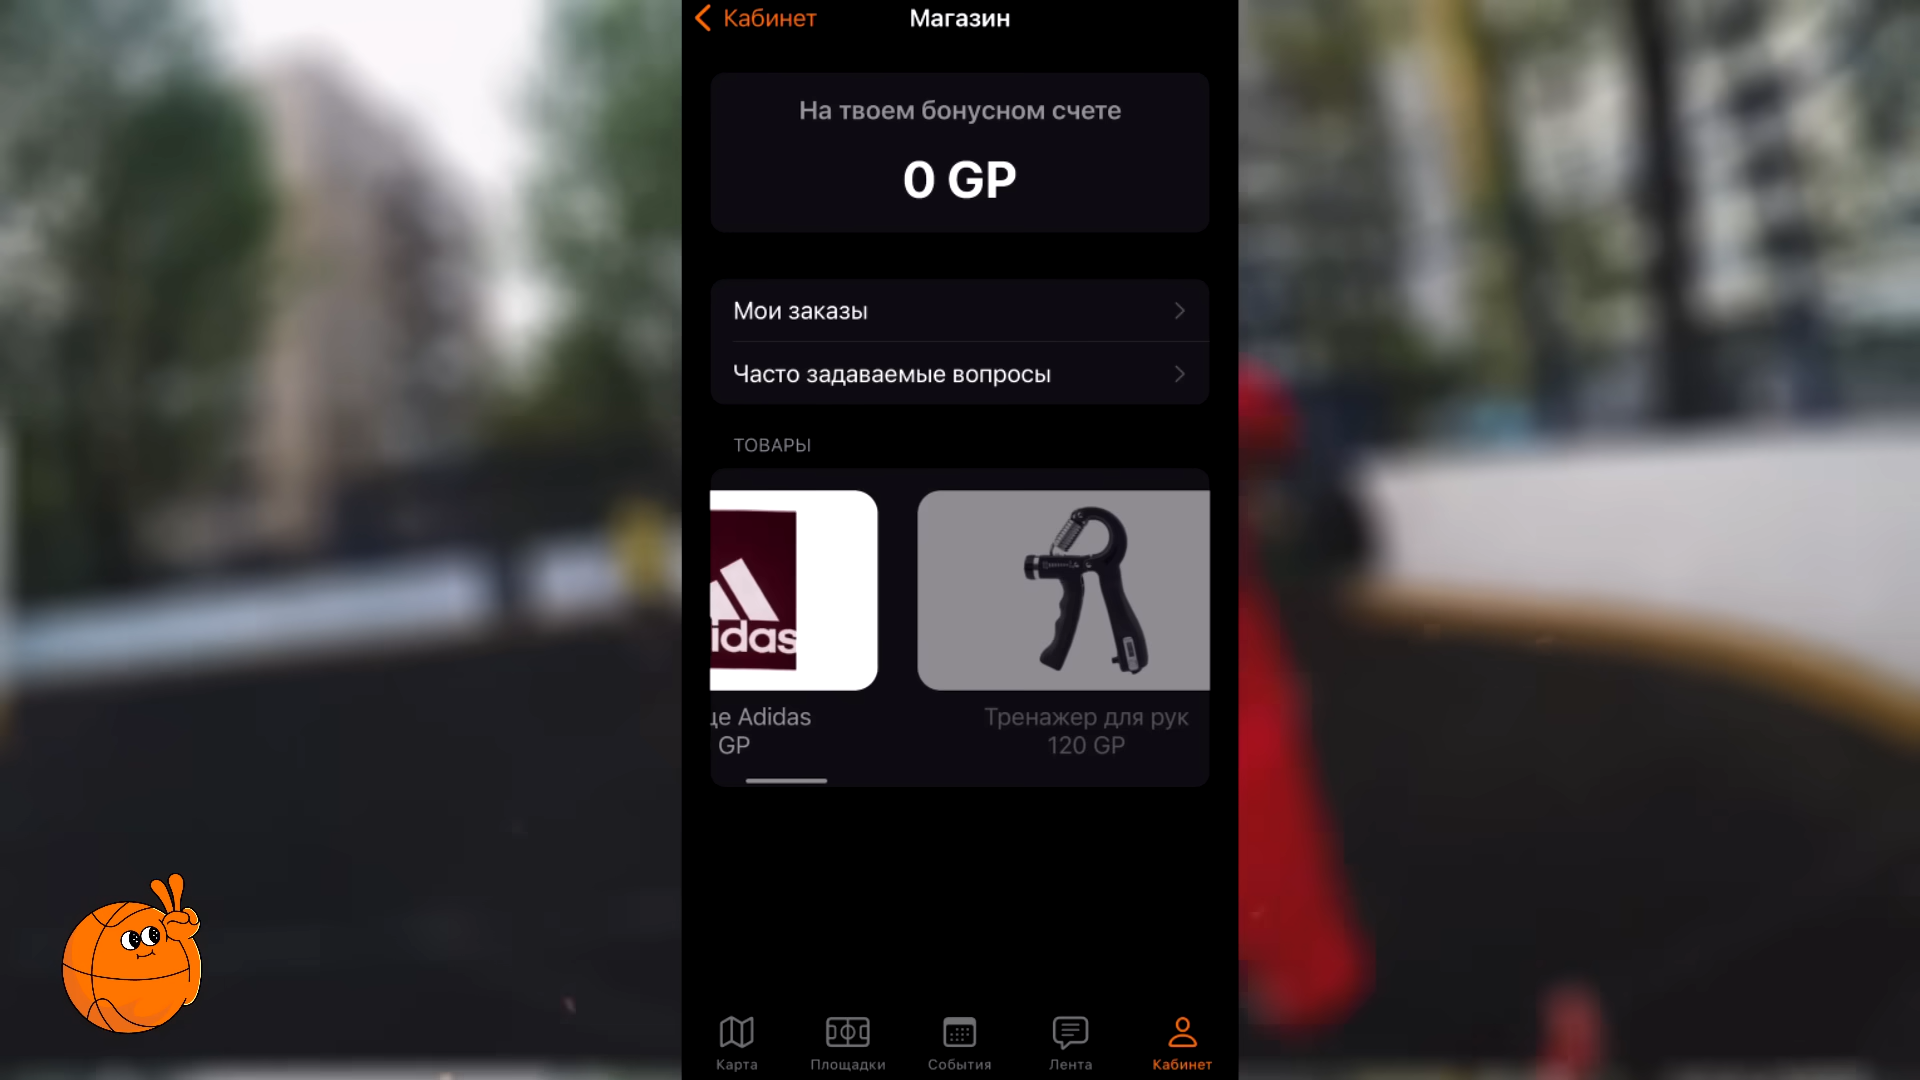 Кабинет
Магазин
На твоем бонусном счете
0 GP
Мои заказы
Часто задаваемые вопросы
ТОВАРЫ
idas
це Adidas
GP
Тренажер для рук
120 GP
Карта
Площадки
События
Лента
Кабинет